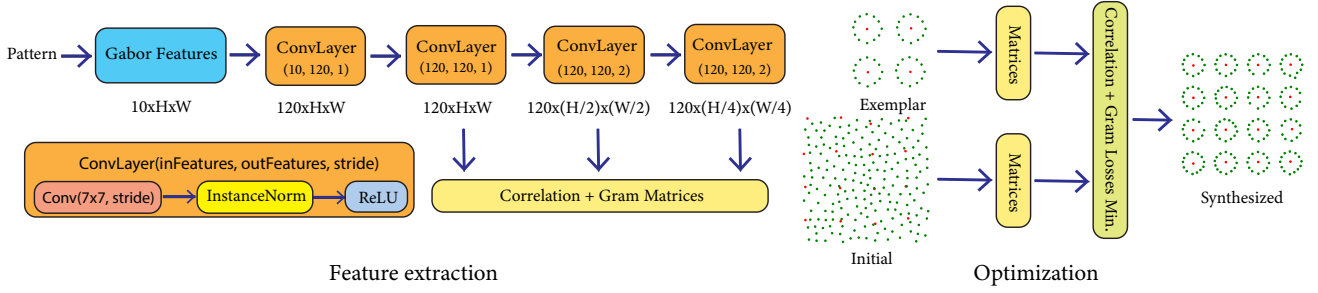 Pattern
Gabor Features
ConvLayer
(10, 120, 1)
ConvLayer
(120, 120, 1)
ConvLayer
(120, 120, 2)
ConvLayer
(120, 120, 2)
10xHxW
120xHxW
120xHxW
120x(H/2)x(W/2)
120x(H/4)x(W/4)
ConvLayer(inFeatures, outFeatures, stride)
Conv(7x7, stride)
InstanceNorm
ReLU
Correlation + Gram Matrices
Feature extraction
Exemplar
Initial
Matrices
Matrices
Correlation + Gram Losses Min.
Synthesized
Optimization